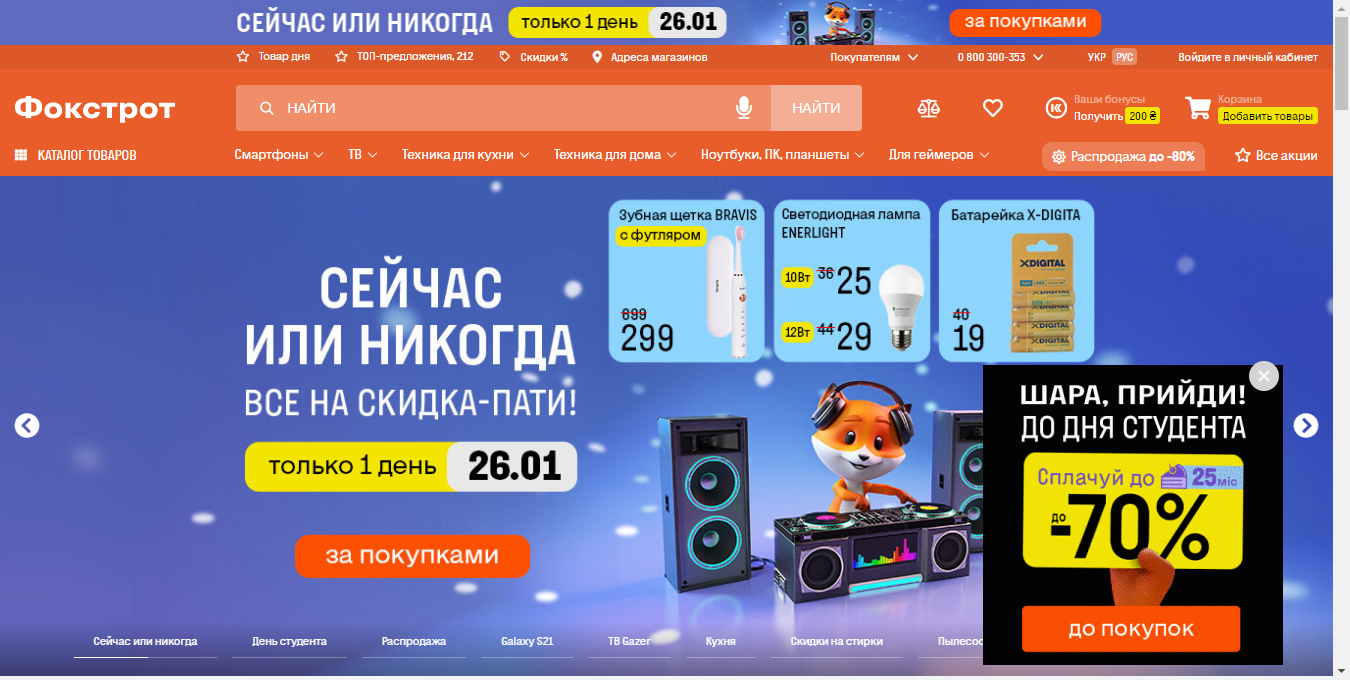 СЕЙЧАС ИЛИ НИКОГДА только 1 день 26.01 за покупками
Товар дня ТОП-предложения, 212 Скидки % Адреса магазинов Покупателям 0 800 300-353 УКР РУС Войдите в личный кабинет
Фокстрот НАЙТИ НАЙТИ
Ваши бонусы
Получить 200 ₴
Корзина
Добавить товары
КАТАЛОГ ТОВАРОВ Смартфоны ТВ Техника для кухни Техника для дома Ноутбуки, ПК, планшеты Для геймеров Распродажа до -80% Все акции
СЕЙЧАС
ИЛИ НИКОГДА
ВСЕ НА СКИДКА-ПАТИ!
только 1 день 26.01
за покупками
Зубная щетка BRAVIS
с футляром
899
299
Светодиодная лампа
ENERLIGHT
10Вт 36 25
12Вт 44 29
Батарейка X-DIGITA
XDIGITAL
XDIGITAL
XDIGITAL
XDIGITAL
40
19
ШАРА, ПРИЙДИ!
ДО ДНЯ СТУДЕНТА
Сплачуй до 25 міс
до
-70%
до покупок
Сейчас или никогда День студента Распродажа Galaxy S21 ТВ Gazer Кухня Скидки на стирки Пылесос